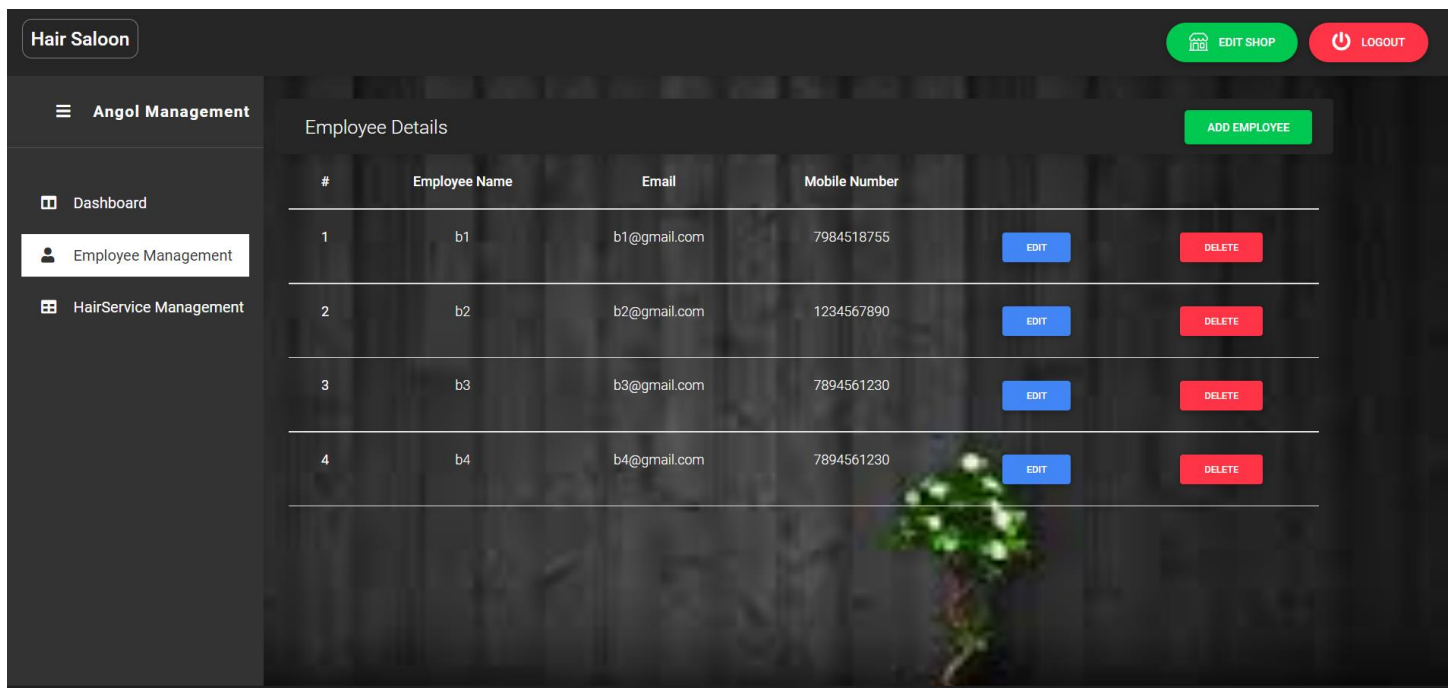 Hair Saloon
EDIT SHOP
LOGOUT
Angol Management
Dashboard
Employee Management
HairService Management
Employee Details
ADD EMPLOYEE
# Employee Name Email Mobile Number
1 b1 b1@gmail.com 7984518755 EDIT DELETE
2 b2 b2@gmail.com 1234567890 EDIT DELETE
3 b3 b3@gmail.com 7894561230 EDIT DELETE
4 b4 b4@gmail.com 7894561230 EDIT DELETE